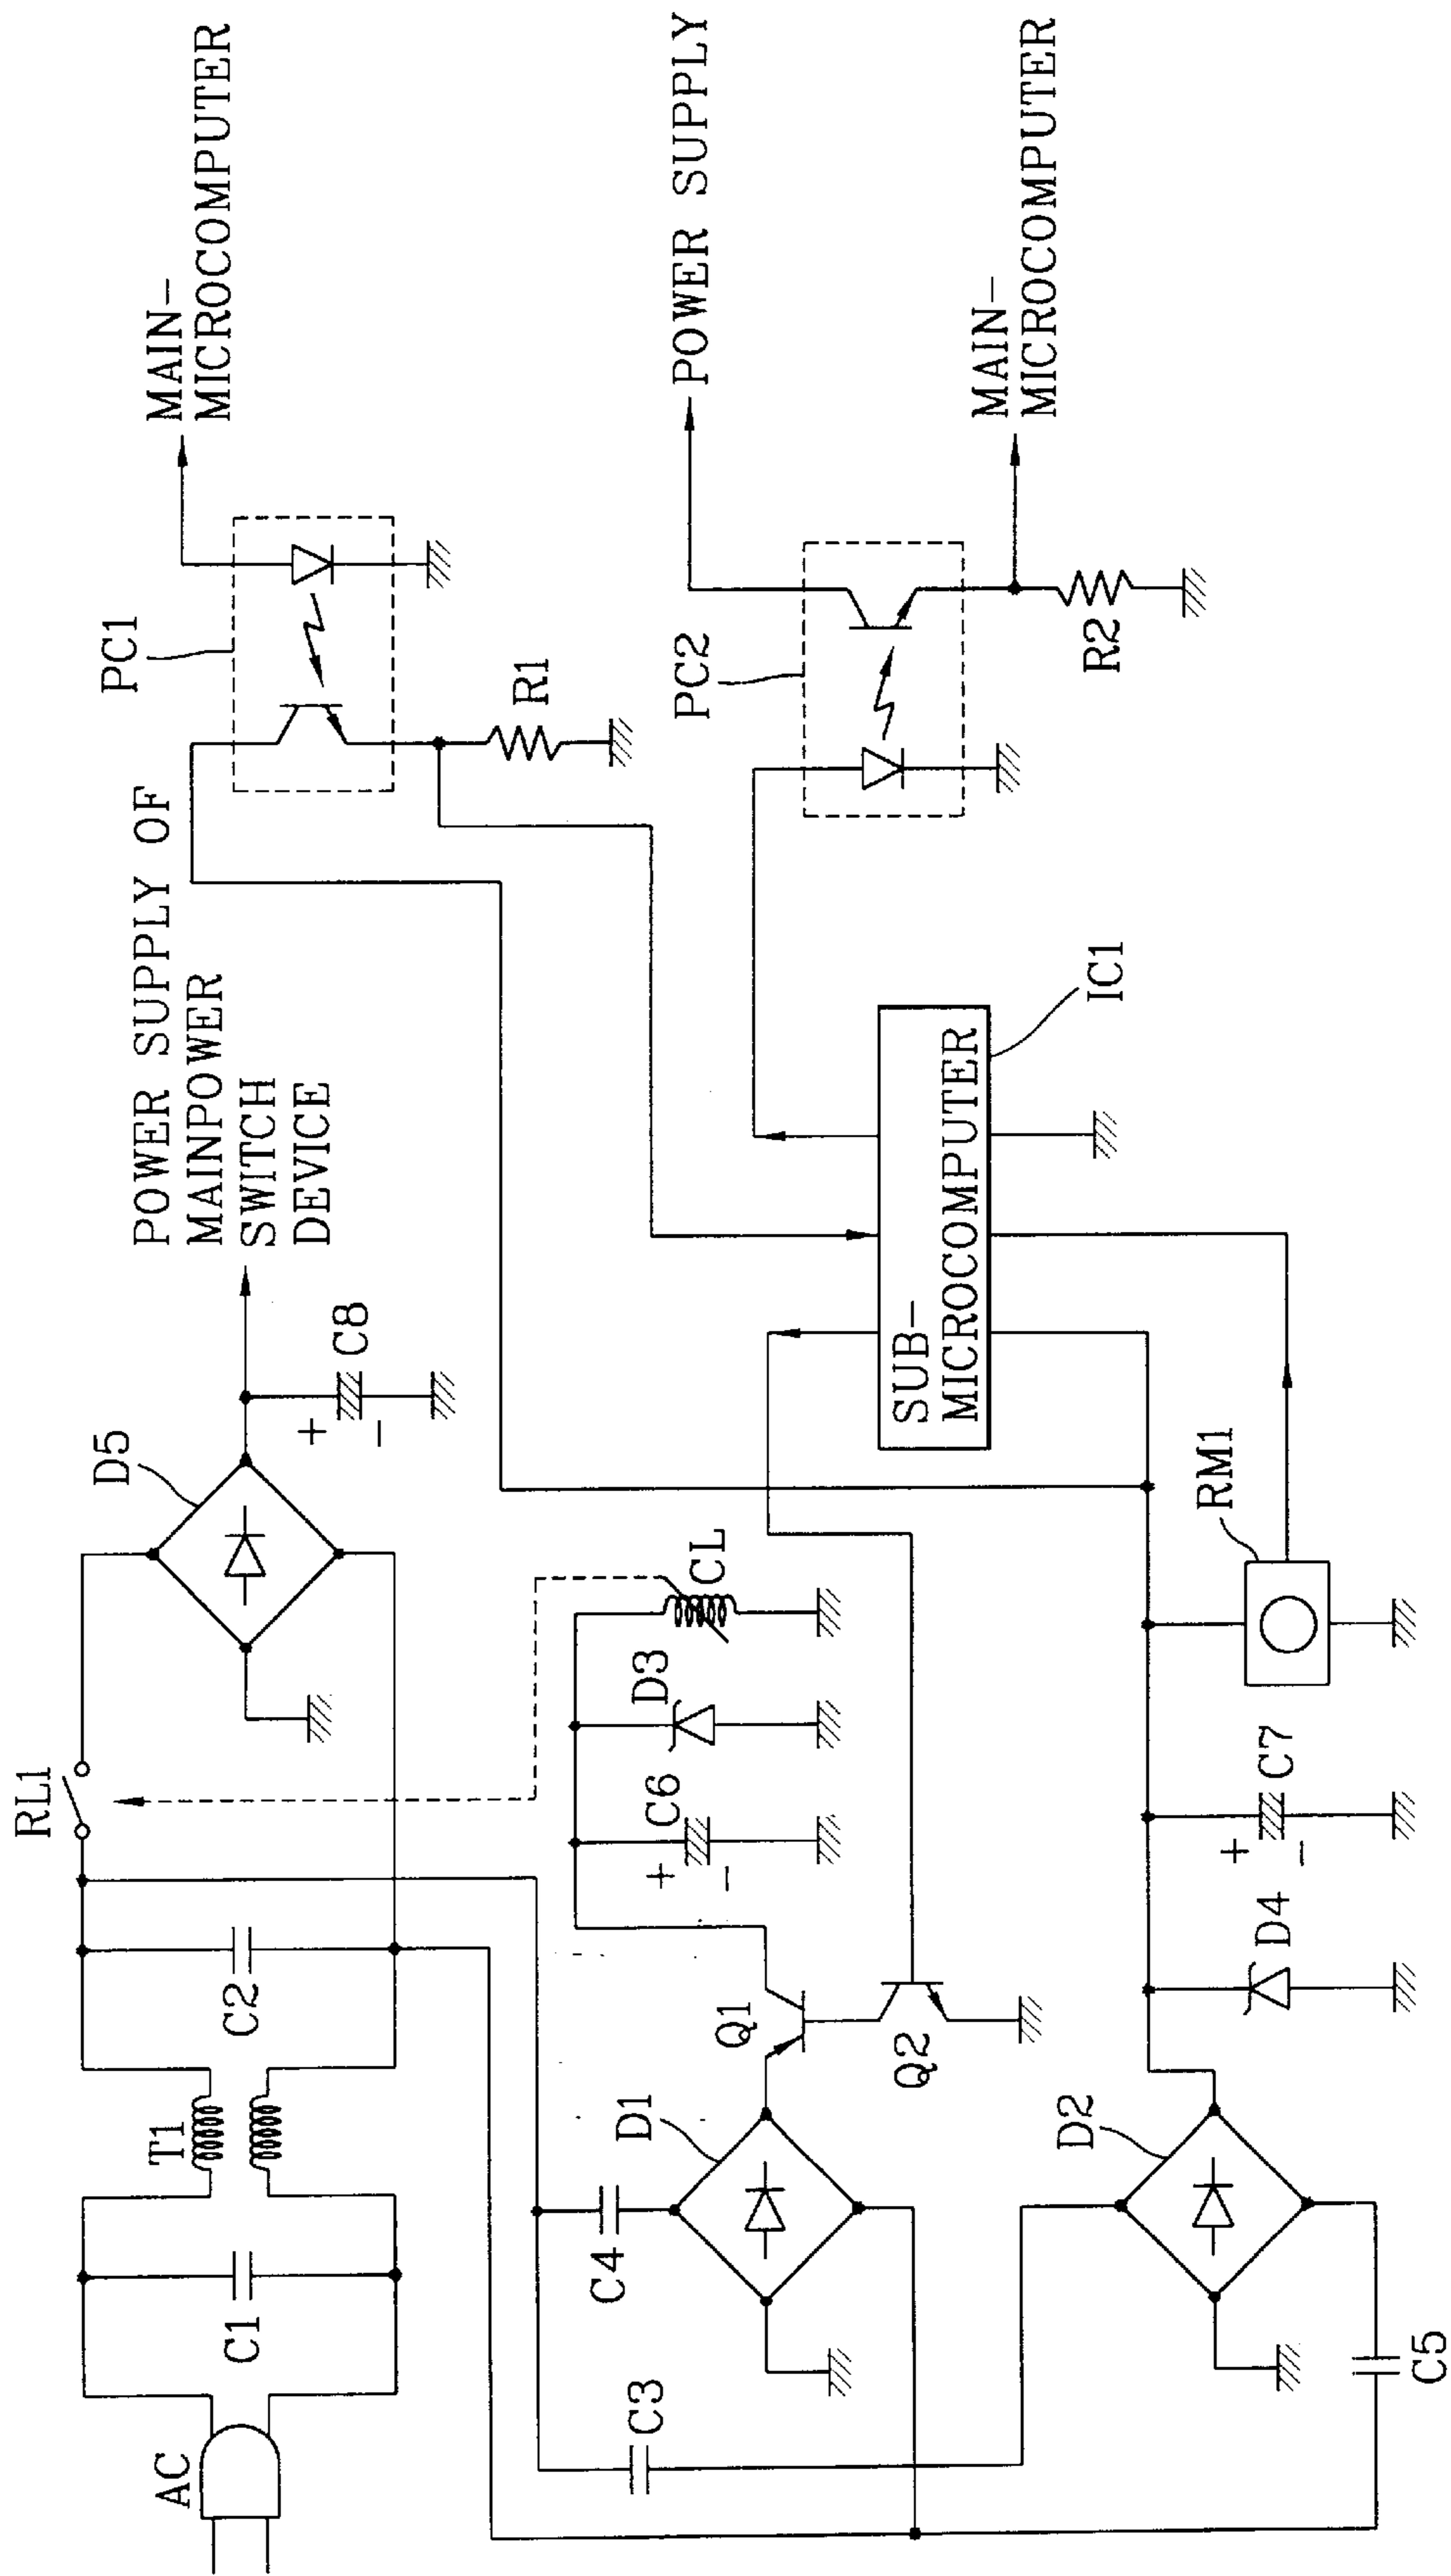 AC
C1
T1
C2
RL1
D5
C8
+
-
POWER SUPPLY OF
MAINPOWER
SWITCH
DEVICE
PC1
MAIN-
MICROCOMPUTER
R1
C3
C4
D1
Q1
Q2
C6
+
-
D3
CL
SUB-
MICROCOMPUTER
IC1
PC2
POWER SUPPLY
MAIN-
MICROCOMPUTER
R2
C5
D2
D4
C7
+
-
RM1